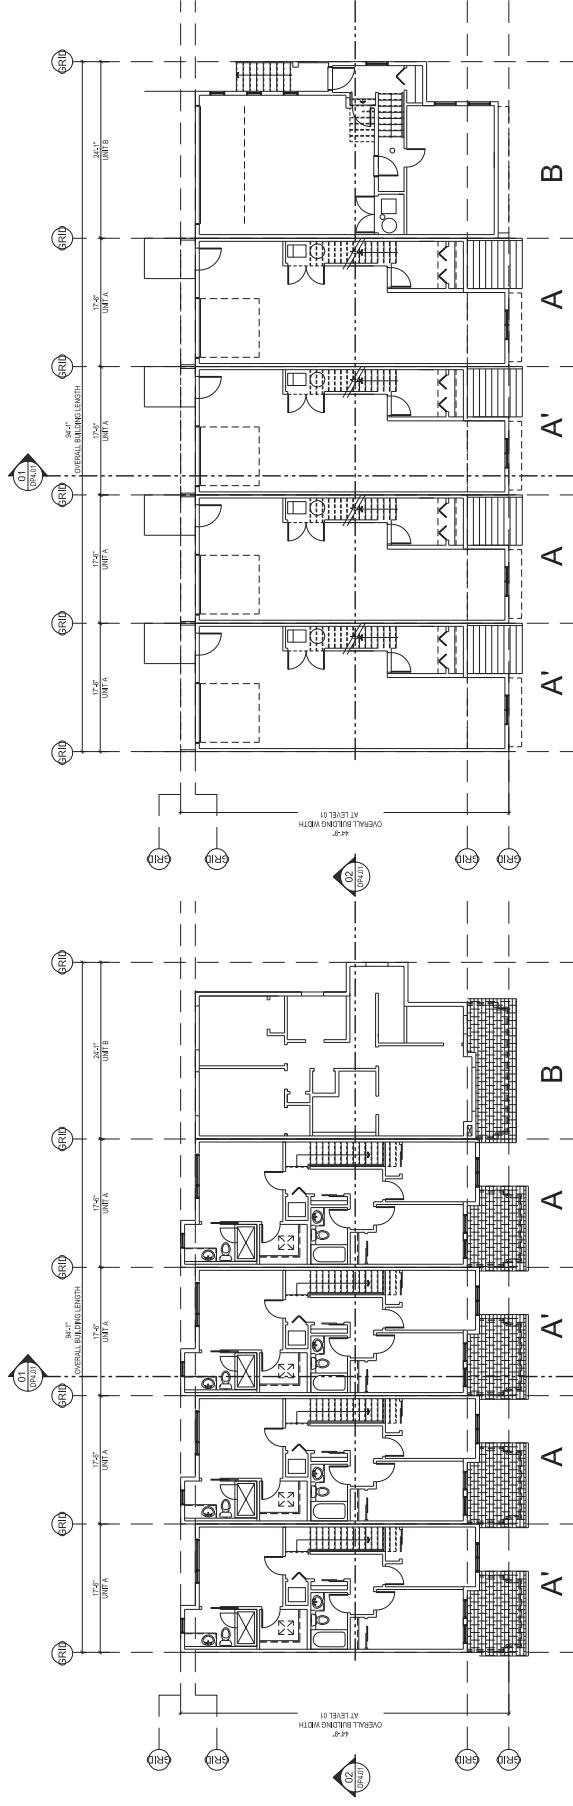 GRID
24'-1"
UNIT B
GRID
17'-6"
UNIT A
GRID
17'-6"
UNIT A
GRID
17'-6"
UNIT A
GRID
17'-6"
UNIT A
GRID
94'-1"
OVERALL BUILDING LENGTH
01
DP4.01
B
A
A'
A
A'
44'-9"
OVERALL BUILDING WIDTH
AT LEVEL 01
GRID
GRID
GRID
GRID
02
DP4.01
GRID
24'-1"
UNIT B
GRID
17'-6"
UNIT A
GRID
17'-6"
UNIT A
GRID
17'-6"
UNIT A
GRID
17'-6"
UNIT A
GRID
94'-1"
OVERALL BUILDING LENGTH
01
DP4.01
B
A
A'
A
A'
44'-9"
OVERALL BUILDING WIDTH
AT LEVEL 01
GRID
GRID
GRID
GRID
02
DP4.01